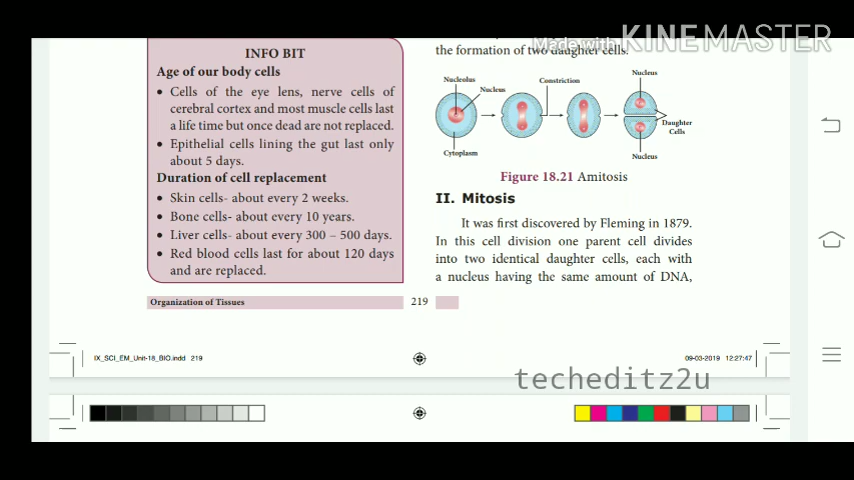 Made with KINEMASTER
INFO BIT
Age of our body cells
• Cells of the eye lens, nerve cells of
cerebral cortex and most muscle cells last
a life time but once dead are not replaced.
• Epithelial cells lining the gut last only
about 5 days.
Duration of cell replacement
• Skin cells- about every 2 weeks.
• Bone cells- about every 10 years.
• Liver cells- about every 300 – 500 days.
• Red blood cells last for about 120 days
and are replaced.
Organization of Tissues
219
the formation of two daughter cells.
Nucleolus
Nucleus
Constriction
Nucleus
Daughter
Cells
Cytoplasm
Nucleus
Figure 18.21 Amitosis
II. Mitosis
It was first discovered by Fleming in 1879.
In this cell division one parent cell divides
into two identical daughter cells, each with
a nucleus having the same amount of DNA,
IX_SCI_EM_Unit-18_BIO.indd 219
09-03-2019 12:27:47
techeditz2u